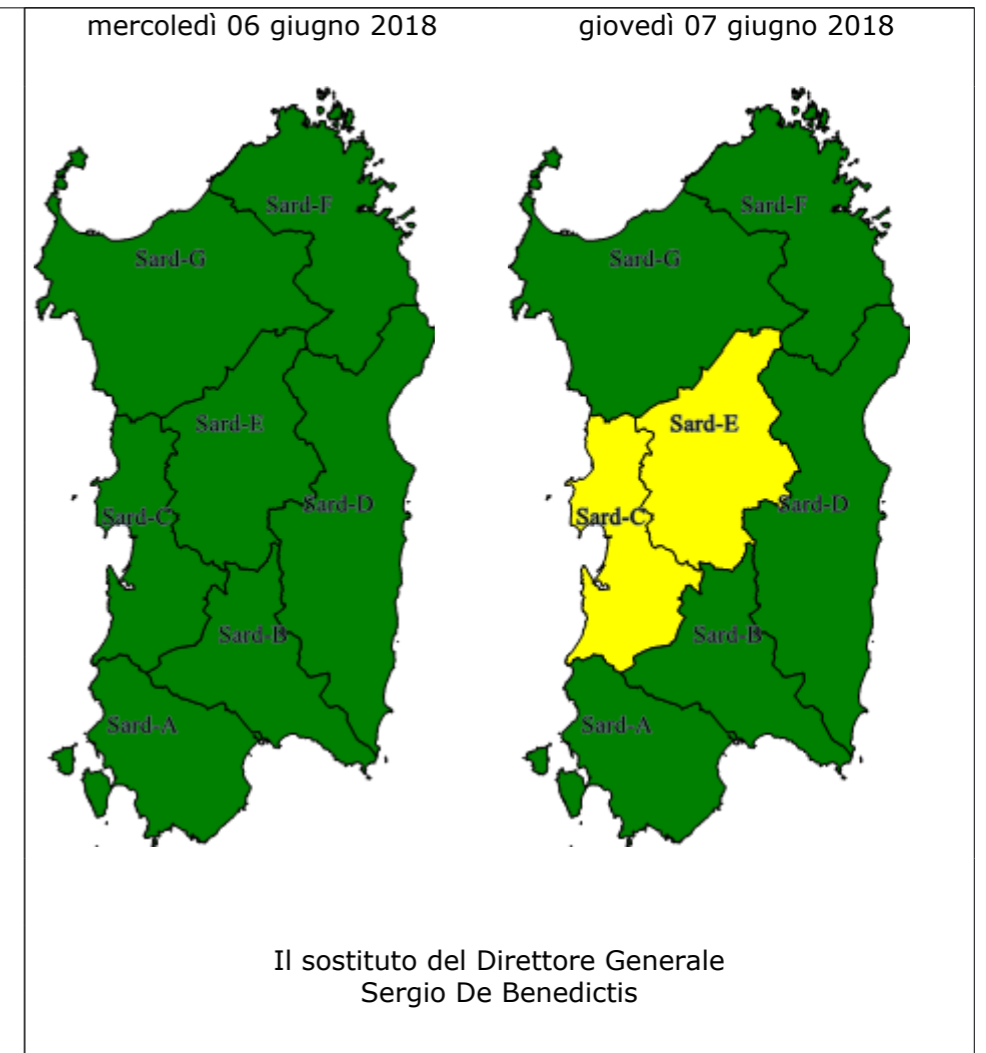 mercoledì 06 giugno 2018
giovedì 07 giugno 2018
Sard-F
Sard-G
Sard-E
Sard-D
Sard-C
Sard-B
Sard-A
Sard-F
Sard-G
Sard-E
Sard-D
Sard-C
Sard-B
Sard-A
Il sostituto del Direttore Generale
Sergio De Benedictis